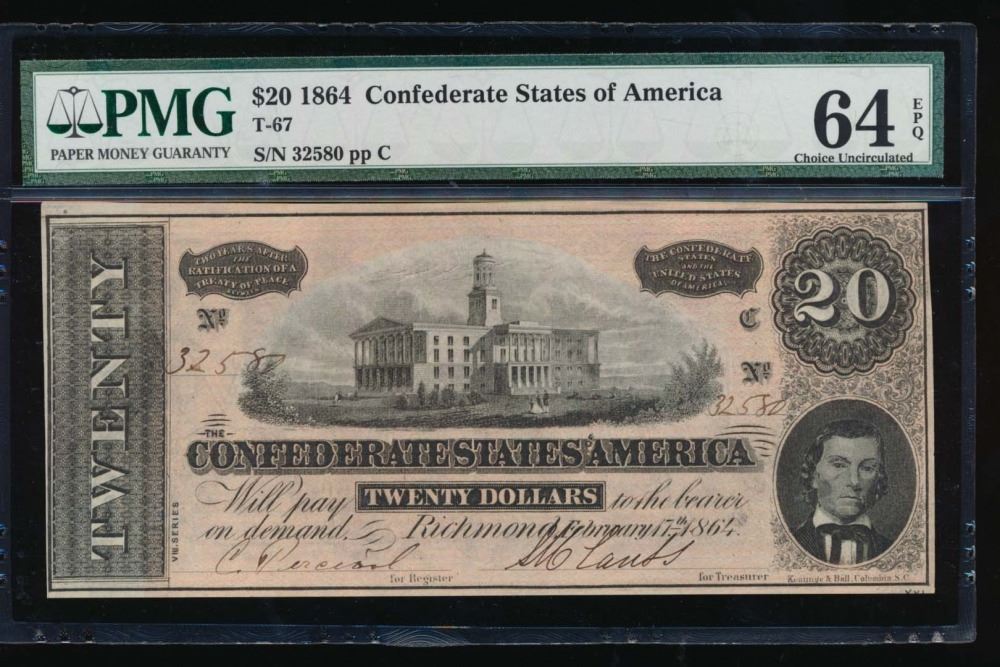 PMG
PAPER MONEY GUARANTY
$20 1864 Confederate States of America
T-67
S/N 32580 pp C
64
EPQ
Choice Uncirculated
TWENTY
TWO YEARS AFTER
THE
RATIFICATION OF A
TREATY OF PEACE
BETWEEN
THE CONFEDERATE
STATES
AND THE
UNITED STATES
OF AMERICA.
20
No
C
32580
No
32580
THE
CONFEDERATE STATES OF AMERICA
Will pay TWENTY DOLLARS to the bearer
on demand. Richmond February 17th 1864.
VIII. SERIES
for Register
for Treasurer
Keatinge & Ball, Columbia S.C.